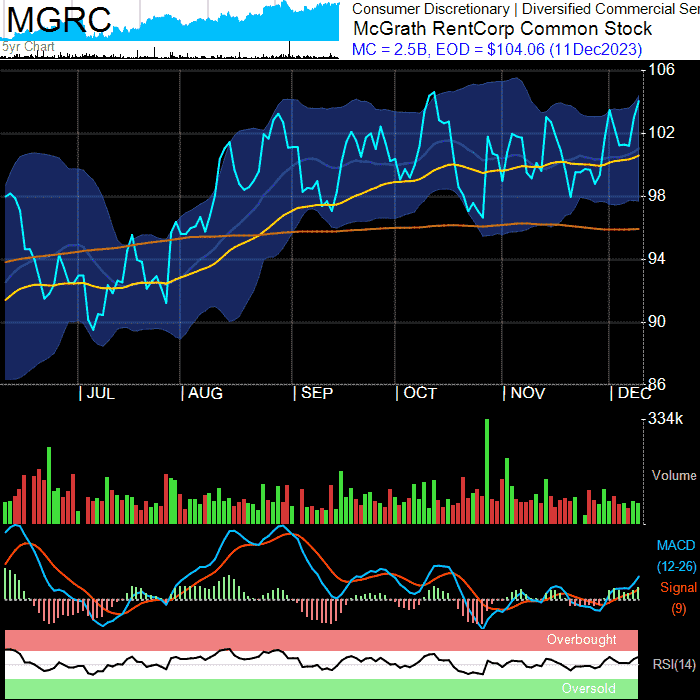 MGRC
5yr Chart
Consumer Discretionary | Diversified Commercial Ser
McGrath RentCorp Common Stock
MC = 2.5B, EOD = $104.06 (11Dec2023)
106
102
98
94
90
86
| JUL | AUG | SEP | OCT | NOV | DEC
334k
Volume
MACD
(12-26)
Signal
(9)
Overbought
RSI(14)
Oversold